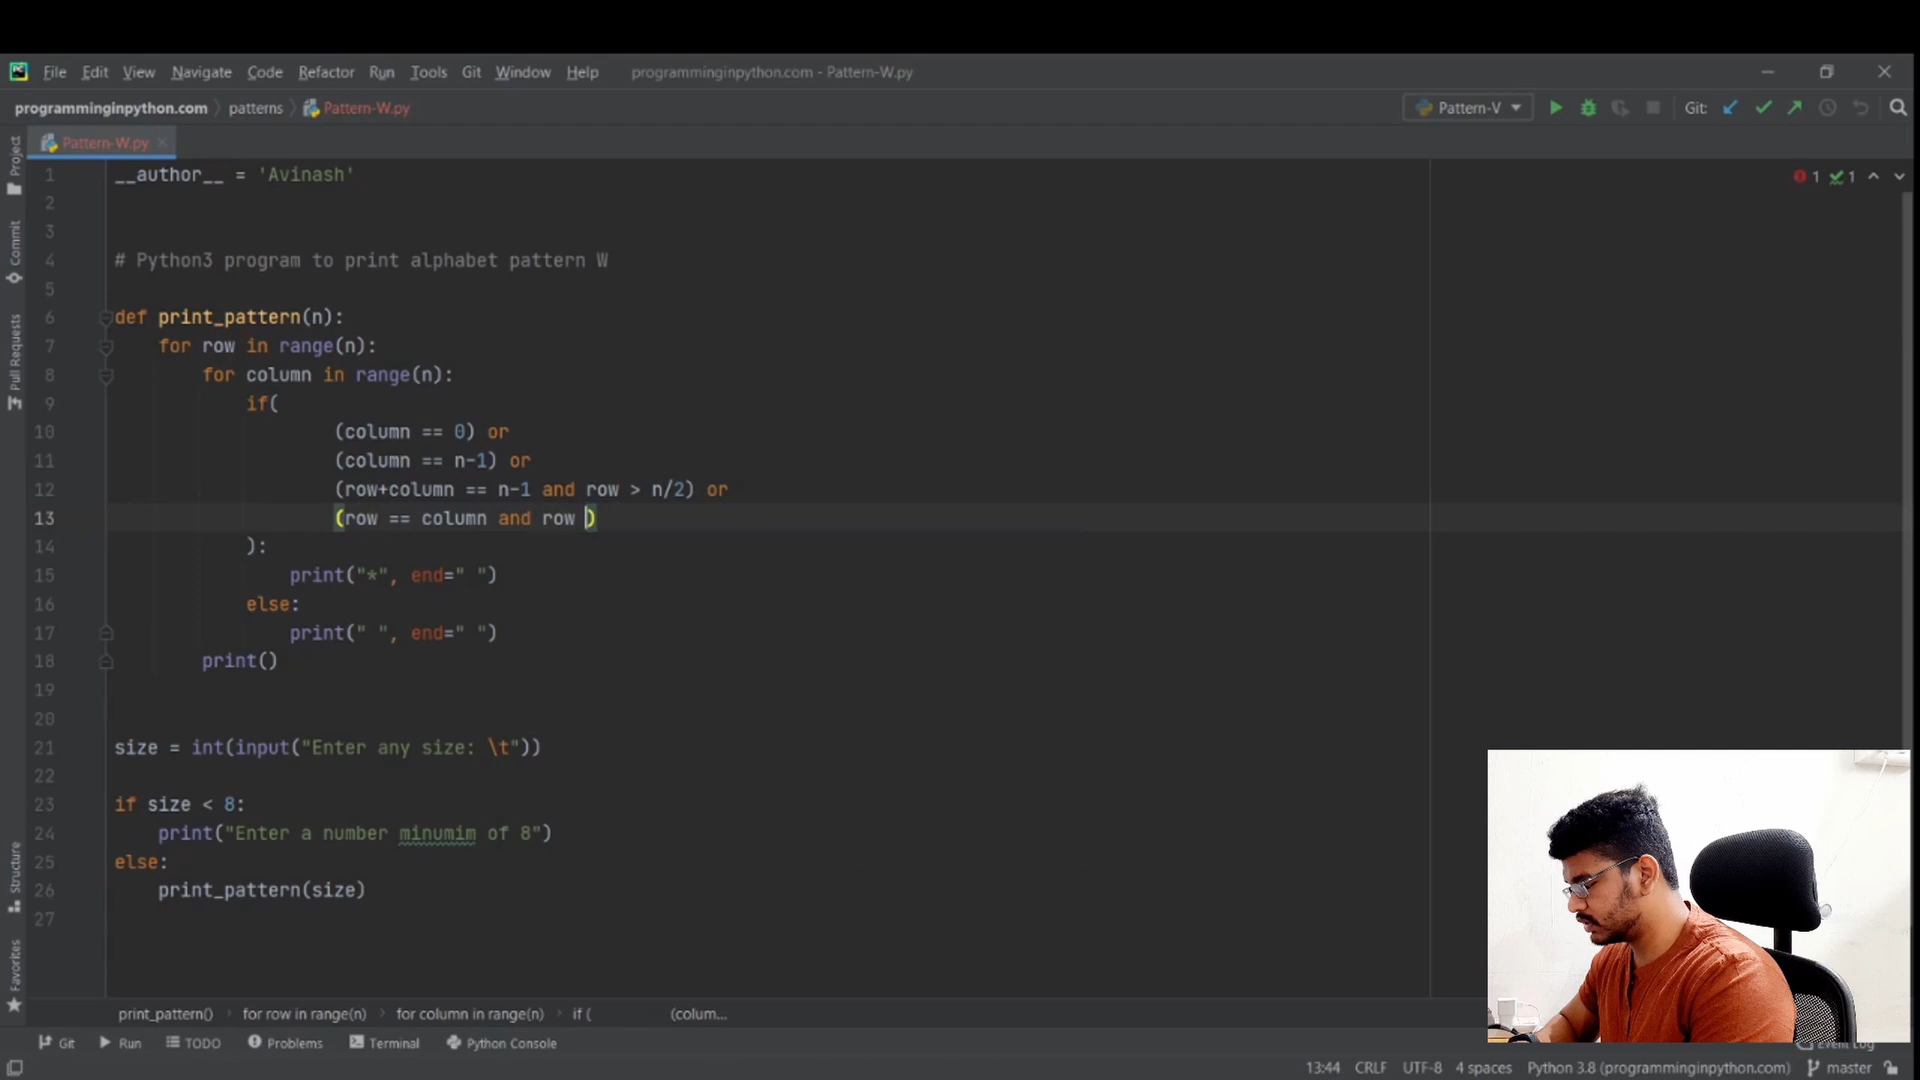 File Edit View Navigate Code Refactor Run Tools Git Window Help programminginpython.com - Pattern-W.py
programminginpython.com patterns Pattern-W.py Pattern-V Git:
Pattern-W.py
Project
Commit
Pull Requests
Structure
Favorites
1 __author__ = 'Avinash' 1 1
2
3
4 # Python3 program to print alphabet pattern W
5
6 def print_pattern(n):
7 for row in range(n):
8 for column in range(n):
9 if(
10 (column == 0) or
11 (column == n-1) or
12 (row+column == n-1 and row > n/2) or
13 (row == column and row )
14 ):
15 print("*", end=" ")
16 else:
17 print(" ", end=" ")
18 print()
19
20
21 size = int(input("Enter any size: \t"))
22
23 if size < 8:
24 print("Enter a number minumim of 8")
25 else:
26 print_pattern(size)
27
print_pattern() for row in range(n) for column in range(n) if ( (colum...
Git Run TODO Problems Terminal Python Console Event Log
13:44 CRLF UTF-8 4 spaces Python 3.8 (programminginpython.com) master